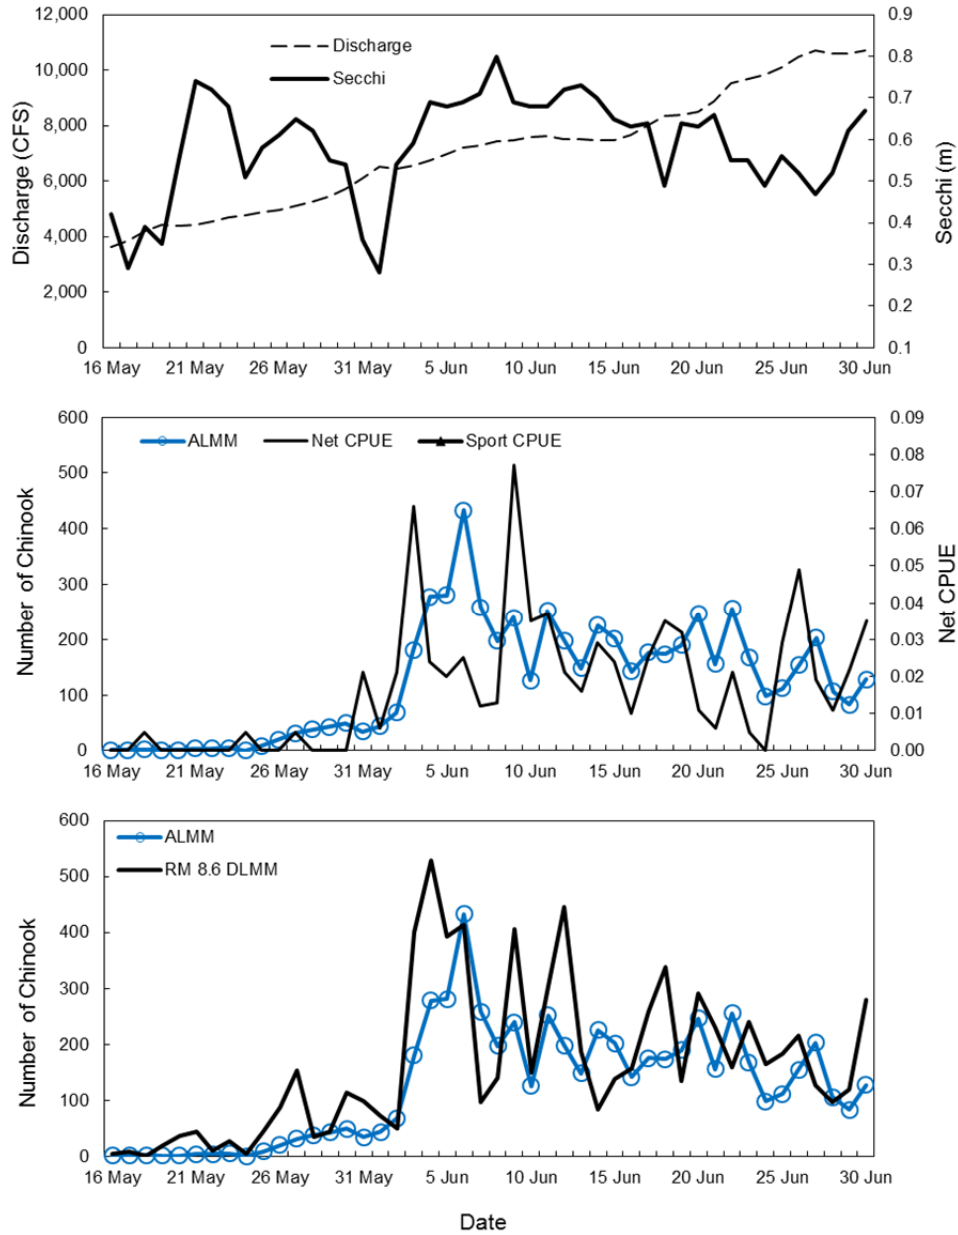 12,000
10,000
8,000
6,000
4,000
2,000
0
Discharge (CFS)
Discharge
Secchi
0.9
0.8
0.7
0.6
0.5
0.4
0.3
0.2
0.1
Secchi (m)
16 May 21 May 26 May 31 May 5 Jun 10 Jun 15 Jun 20 Jun 25 Jun 30 Jun
600
500
400
300
200
100
0
Number of Chinook
ALMM Net CPUE Sport CPUE
0.09
0.08
0.07
0.06
0.05
0.04
0.03
0.02
0.01
0.00
Net CPUE
16 May 21 May 26 May 31 May 5 Jun 10 Jun 15 Jun 20 Jun 25 Jun 30 Jun
600
500
400
300
200
100
0
Number of Chinook
ALMM
RM 8.6 DLMM
16 May 21 May 26 May 31 May 5 Jun 10 Jun 15 Jun 20 Jun 25 Jun 30 Jun
Date